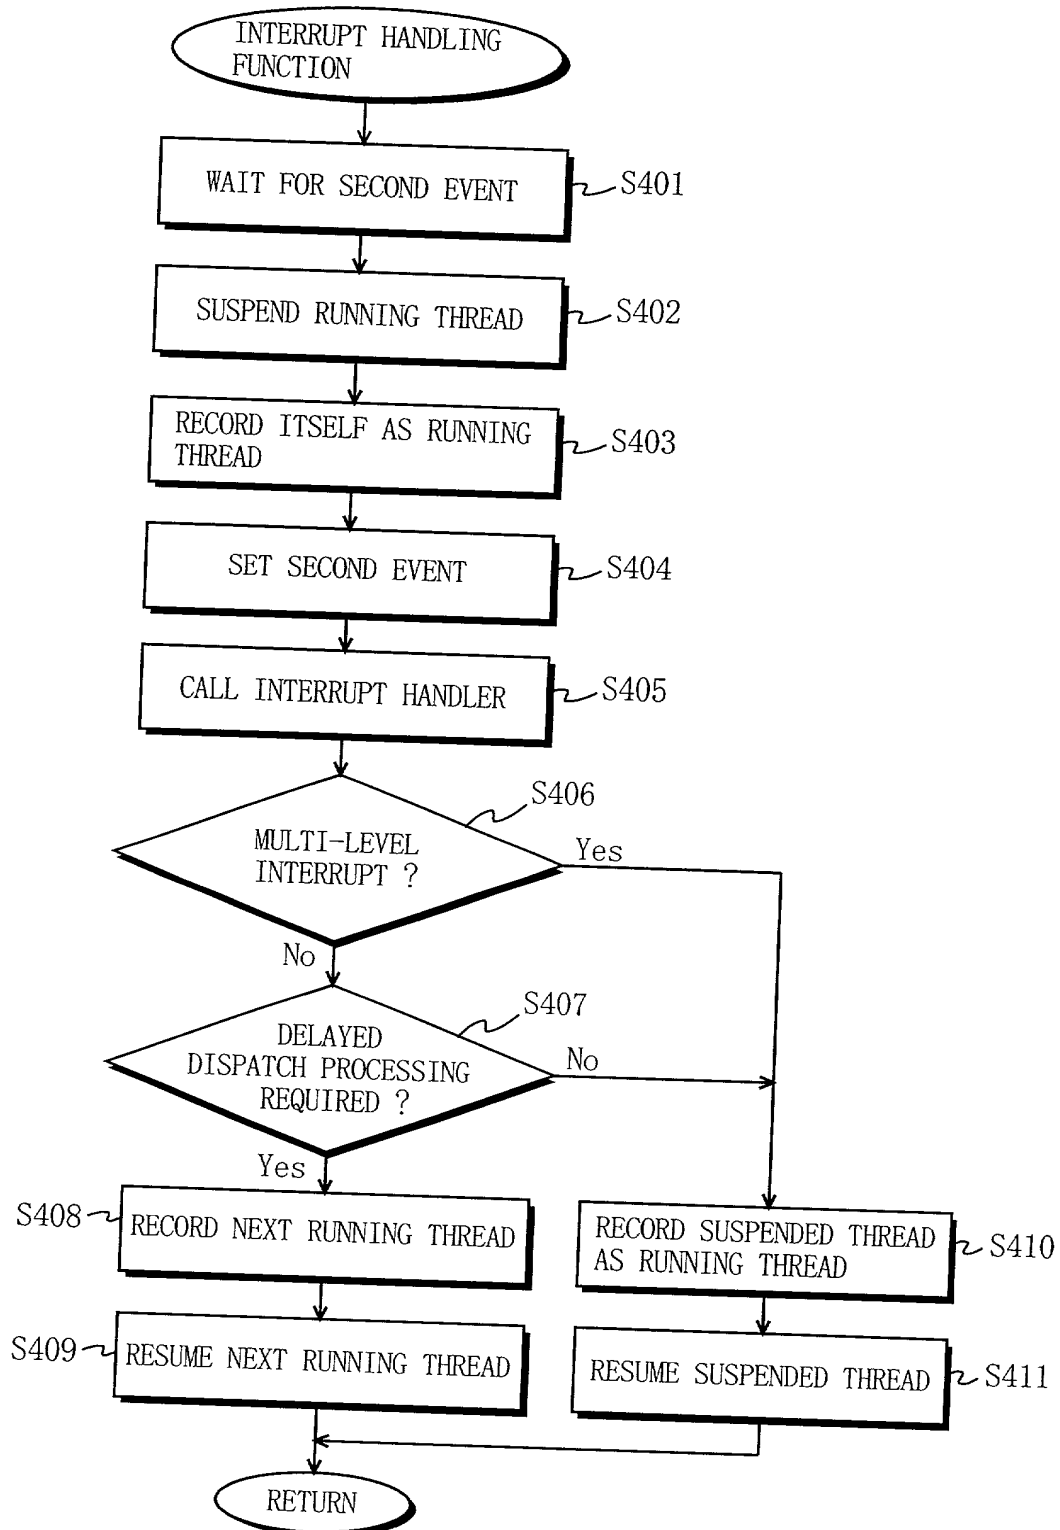 INTERRUPT HANDLING
FUNCTION
WAIT FOR SECOND EVENT
S401
SUSPEND RUNNING THREAD
S402
RECORD ITSELF AS RUNNING
THREAD
S403
SET SECOND EVENT
S404
CALL INTERRUPT HANDLER
S405
S406
MULTI-LEVEL
INTERRUPT ?
Yes
No
S407
DELAYED
DISPATCH PROCESSING
REQUIRED ?
No
Yes
S408
RECORD NEXT RUNNING THREAD
RECORD SUSPENDED THREAD
AS RUNNING THREAD
S410
S409
RESUME NEXT RUNNING THREAD
RESUME SUSPENDED THREAD
S411
RETURN